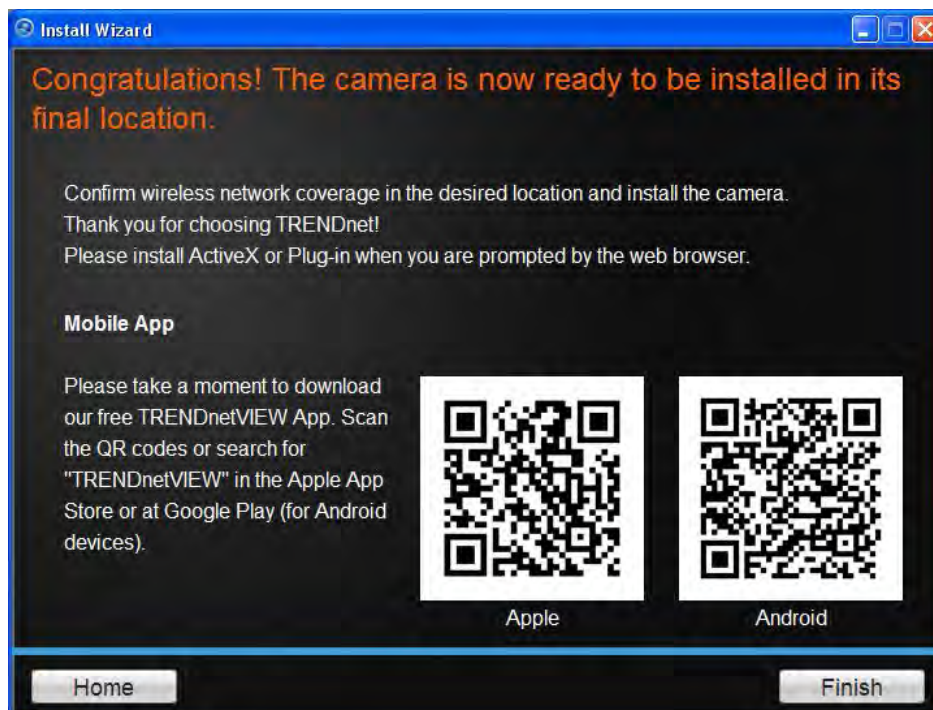 Install Wizard
Congratulations! The camera is now ready to be installed in its
final location.
Confirm wireless network coverage in the desired location and install the camera.
Thank you for choosing TRENDnet!
Please install ActiveX or Plug-in when you are prompted by the web browser.
Mobile App
Please take a moment to download
our free TRENDnetVIEW App. Scan
the QR codes or search for
"TRENDnetVIEW" in the Apple App
Store or at Google Play (for Android
devices).
Apple
Android
Home
Finish